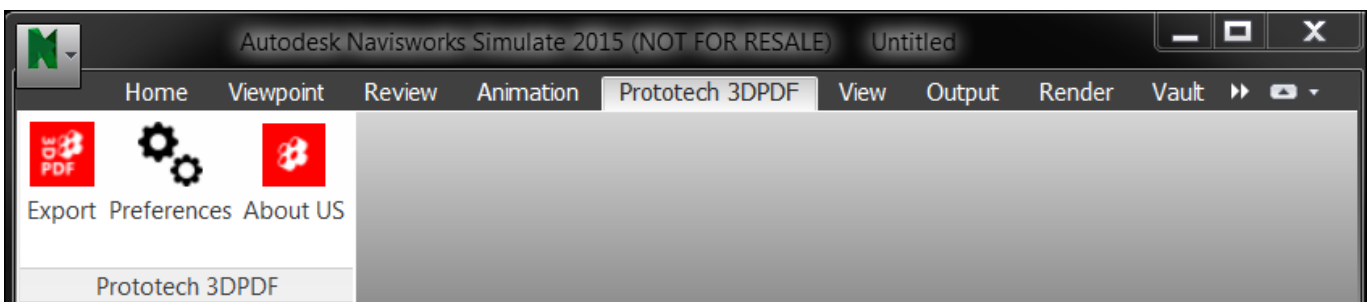 Autodesk Navisworks Simulate 2015 (NOT FOR RESALE) Untitled
Home Viewpoint Review Animation Prototech 3DPDF View Output Render Vault
3D PDF
Export Preferences About US
Prototech 3DPDF